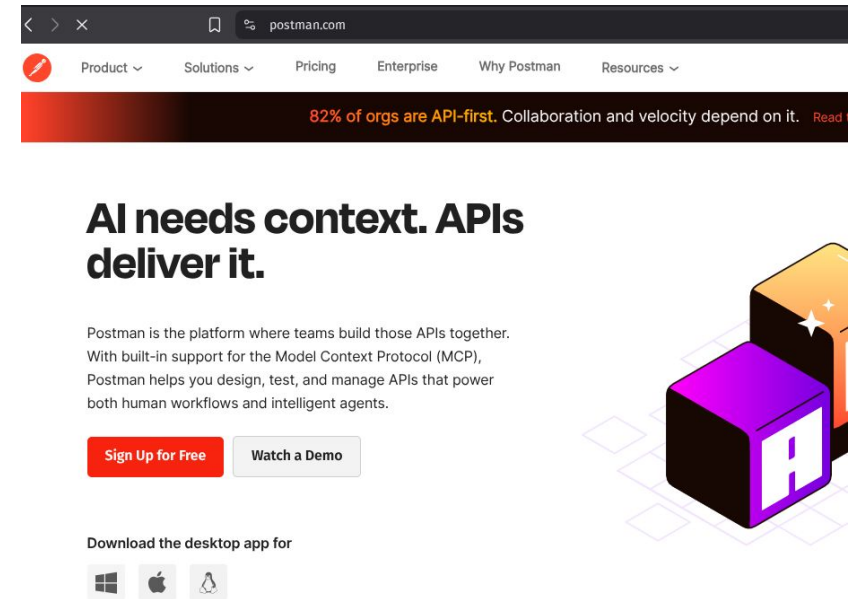 postman.com
Product Solutions Pricing Enterprise Why Postman Resources
82% of orgs are API-first. Collaboration and velocity depend on it. Read
AI needs context. APIs
deliver it.
Postman is the platform where teams build those APIs together.
With built-in support for the Model Context Protocol (MCP),
Postman helps you design, test, and manage APIs that power
both human workflows and intelligent agents.
Sign Up for Free Watch a Demo
A
Download the desktop app for